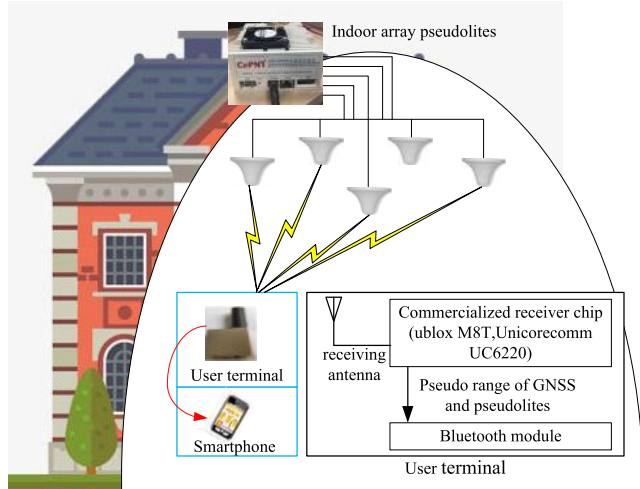 Indoor array pseudolites
CePNT
Commercialized receiver chip
(ublox M8T,Unicorecomm
UC6220)
receiving
antenna
Pseudo range of GNSS
and pseudolites
Bluetooth module
User terminal
User terminal
Smartphone